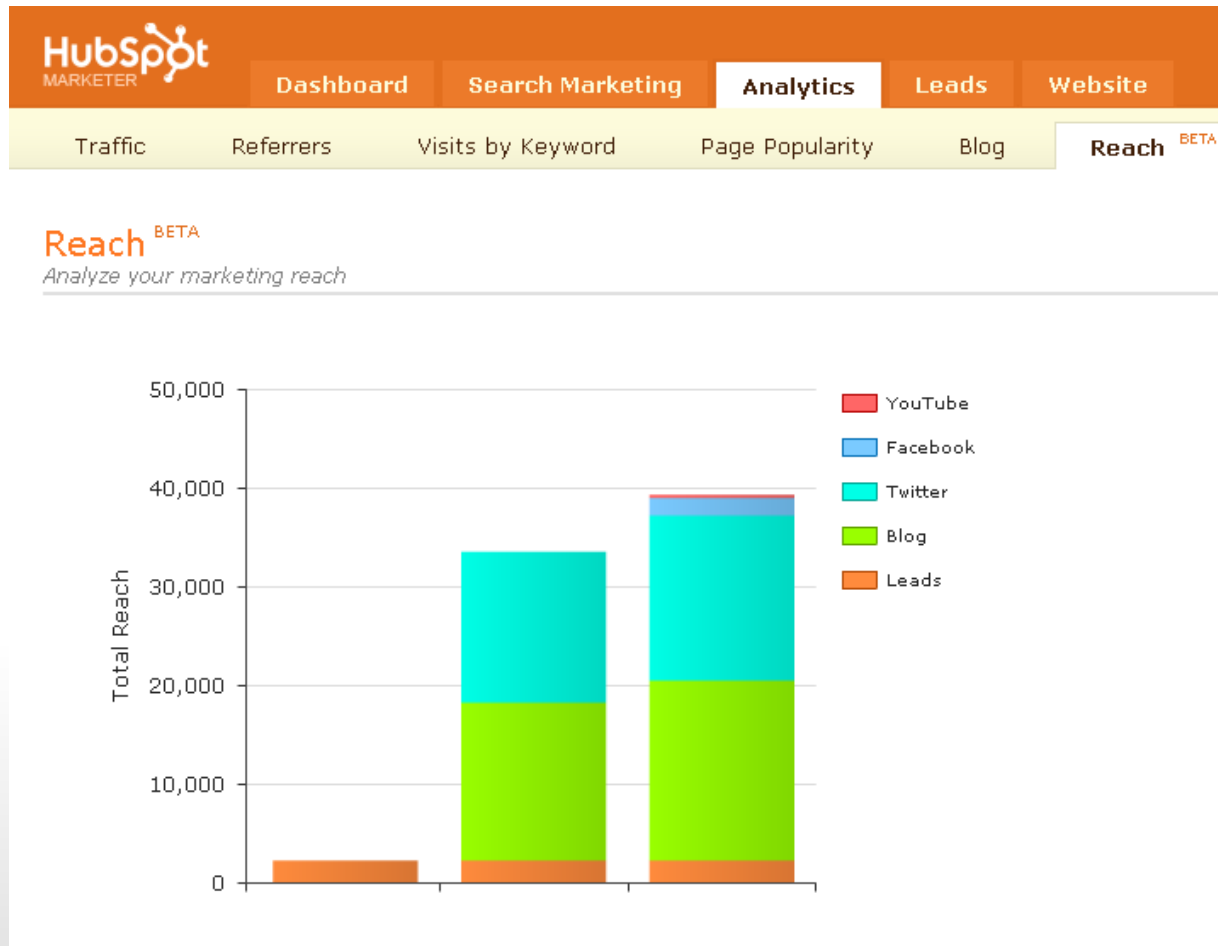 HubSpot
MARKETER
Dashboard
Search Marketing
Analytics
Leads
Website
Traffic
Referrers
Visits by Keyword
Page Popularity
Blog
Reach BETA
Reach BETA
Analyze your marketing reach
50,000
40,000
30,000
20,000
10,000
0
Total Reach
YouTube
Facebook
Twitter
Blog
Leads